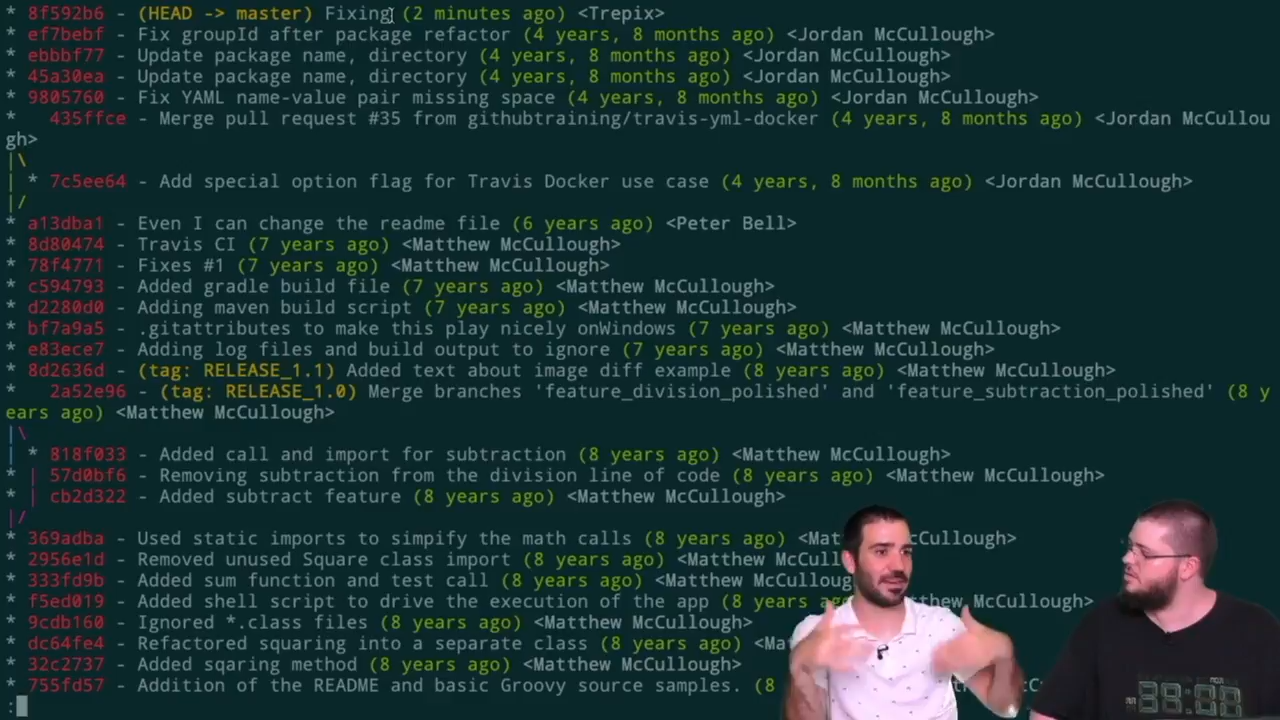 * 8f592b6 - (HEAD -> master) Fixing (2 minutes ago) <Trepix>
* ef7bebf - Fix groupId after package refactor (4 years, 8 months ago) <Jordan McCullough>
* ebbbf77 - Update package name, directory (4 years, 8 months ago) <Jordan McCullough>
* 45a30ea - Update package name, directory (4 years, 8 months ago) <Jordan McCullough>
* 9805760 - Fix YAML name-value pair missing space (4 years, 8 months ago) <Jordan McCullough>
*   435ffce - Merge pull request #35 from githubtraining/travis-yml-docker (4 years, 8 months ago) <Jordan McCullou
gh>
|\
| * 7c5ee64 - Add special option flag for Travis Docker use case (4 years, 8 months ago) <Jordan McCullough>
|/
* a13dba1 - Even I can change the readme file (6 years ago) <Peter Bell>
* 8d80474 - Travis CI (7 years ago) <Matthew McCullough>
* 78f4771 - Fixes #1 (7 years ago) <Matthew McCullough>
* c594793 - Added gradle build file (7 years ago) <Matthew McCullough>
* d2280d0 - Adding maven build script (7 years ago) <Matthew McCullough>
* bf7a9a5 - .gitattributes to make this play nicely onWindows (7 years ago) <Matthew McCullough>
* e83ece7 - Adding log files and build output to ignore (7 years ago) <Matthew McCullough>
* 8d2636d - (tag: RELEASE_1.1) Added text about image diff example (8 years ago) <Matthew McCullough>
*   2a52e96 - (tag: RELEASE_1.0) Merge branches 'feature_division_polished' and 'feature_subtraction_polished' (8 y
ears ago) <Matthew McCullough>
|\
| * 818f033 - Added call and import for subtraction (8 years ago) <Matthew McCullough>
* | 57d0bf6 - Removing subtraction from the division line of code (8 years ago) <Matthew McCullough>
* | cb2d322 - Added subtract feature (8 years ago) <Matthew McCullough>
|/
* 369adba - Used static imports to simpify the math calls (8 years ago) <Mat McCullough>
* 2956e1d - Removed unused Square class import (8 years ago) <Matthew McCull
* 333fd9b - Added sum function and test call (8 years ago) <Matthew McCulloug
* f5ed019 - Added shell script to drive the execution of the app (8 years ag McCullough>
* 9cdb160 - Ignored *.class files (8 years ago) <Matthew McCullough>
* dc64fe4 - Refactored squaring into a separate class (8 years ago) <Ma
* 32c2737 - Added sqaring method (8 years ago) <Matthew McCullough>
* 755fd57 - Addition of the README and basic Groovy source samples. (8
: